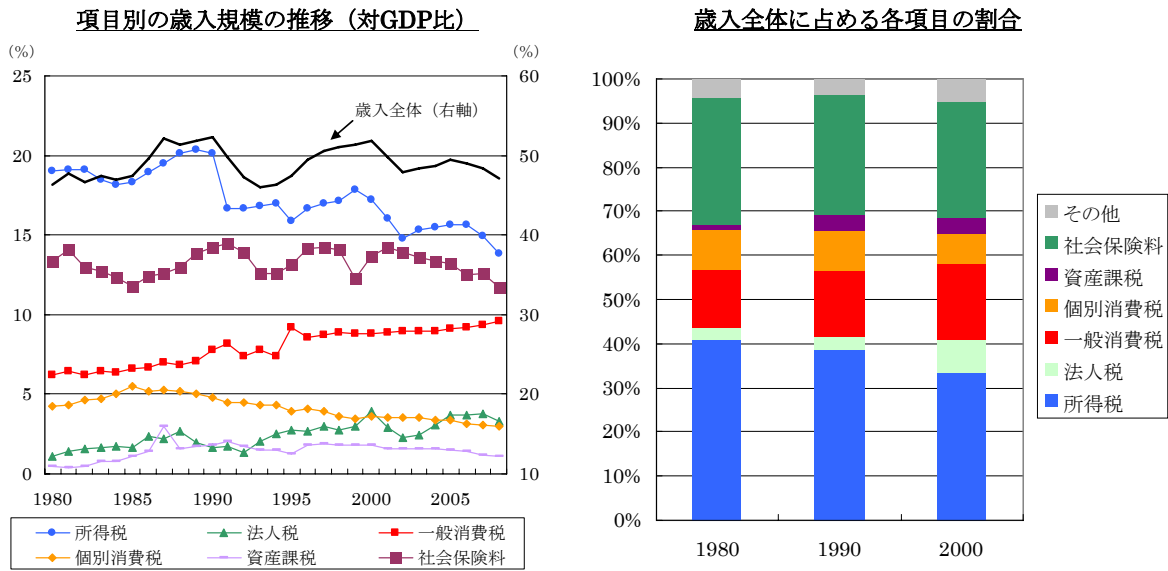 項目別の歳入規模の推移（対GDP比）
（%）
（%）
25
20
15
10
5
0
60
50
40
30
20
10
歳入全体（右軸）
1980
1985
1990
1995
2000
2005
所得税
法人税
一般消費税
個別消費税
資産課税
社会保険料
歳入全体に占める各項目の割合
100%
90%
80%
70%
60%
50%
40%
30%
20%
10%
0%
1980
1990
2000
その他
社会保険料
資産課税
個別消費税
一般消費税
法人税
所得税